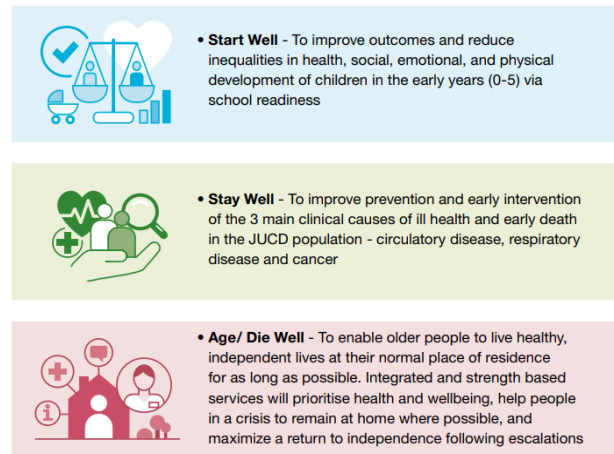 • Start Well - To improve outcomes and reduce
inequalities in health, social, emotional, and physical
development of children in the early years (0-5) via
school readiness
• Stay Well - To improve prevention and early intervention
of the 3 main clinical causes of ill health and early death
in the JUCD population - circulatory disease, respiratory
disease and cancer
• Age/ Die Well - To enable older people to live healthy,
independent lives at their normal place of residence
for as long as possible. Integrated and strength based
services will prioritise health and wellbeing, help people
in a crisis to remain at home where possible, and
maximize a return to independence following escalations